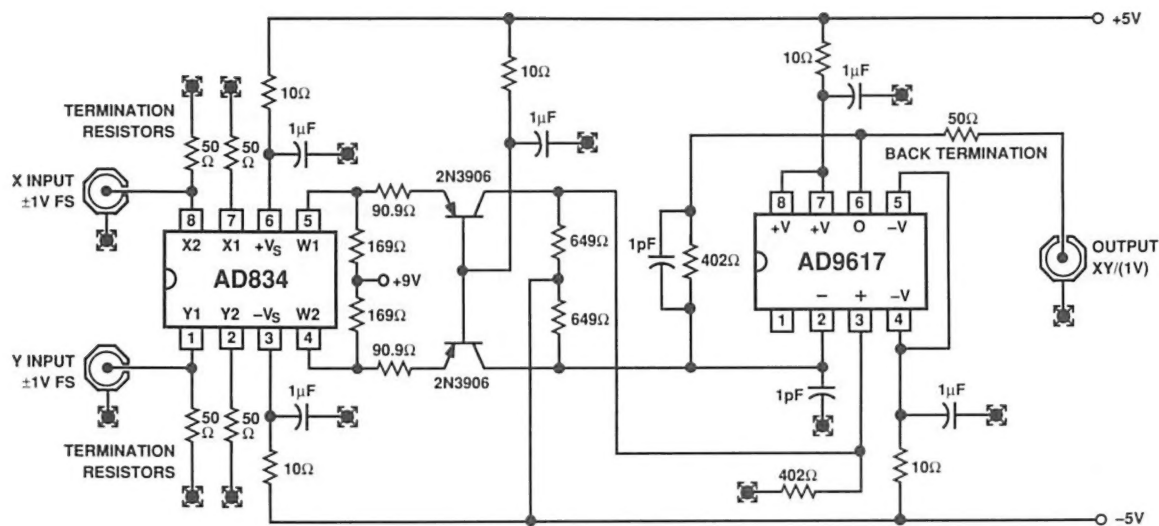 +5V
10Ω
10Ω
10Ω
1μF
1μF
1μF
TERMINATION
RESISTORS
50
Ω
50
Ω
50Ω
BACK TERMINATION
X INPUT
±1V FS
2N3906
90.9Ω
8
7
6
5
X2
X1
+VS
W1
AD834
Y1
Y2
−VS
W2
1
2
3
4
169Ω
+9V
169Ω
90.9Ω
2N3906
649Ω
649Ω
1pF
402Ω
8
7
6
5
+V
+V
O
−V
AD9617
−
+
−V
1
2
3
4
OUTPUT
XY/(1V)
Y INPUT
±1V FS
50
Ω
50
Ω
1μF
1pF
1μF
TERMINATION
RESISTORS
10Ω
402Ω
10Ω
−5V